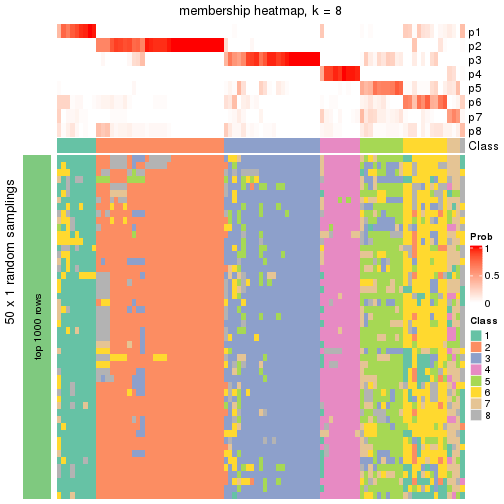 membership heatmap, k = 8
p1
p2
p3
p4
p5
p6
p7
p8
Class
50 x 1 random samplings
top 1000 rows
Prob
1
0.5
0
Class
1
2
3
4
5
6
7
8